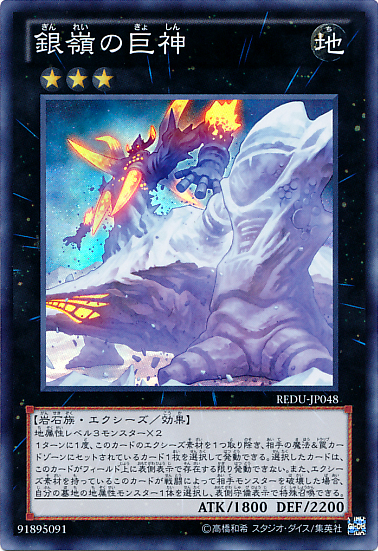 銀嶺の巨神
地
REDU-JP048
【岩石族・エクシーズ/効果】
地属性レベル3モンスター×2
1ターンに1度、このカードのエクシーズ素材を1つ取り除き、相手の魔法&罠カ
ードゾーンにセットされているカード1枚を選択して発動できる。選択したカードは、
このカードがフィールド上に表側表示で存在する限り発動できない。また、エクシー
ズ素材を持っているこのカードが戦闘によって相手モンスターを破壊した場合、
自分の墓地の地属性モンスター1体を選択し、表側守備表示で特殊召喚できる。
ATK/1800 DEF/2200
91895091
©高橋和希 スタジオ・ダイス/集英社